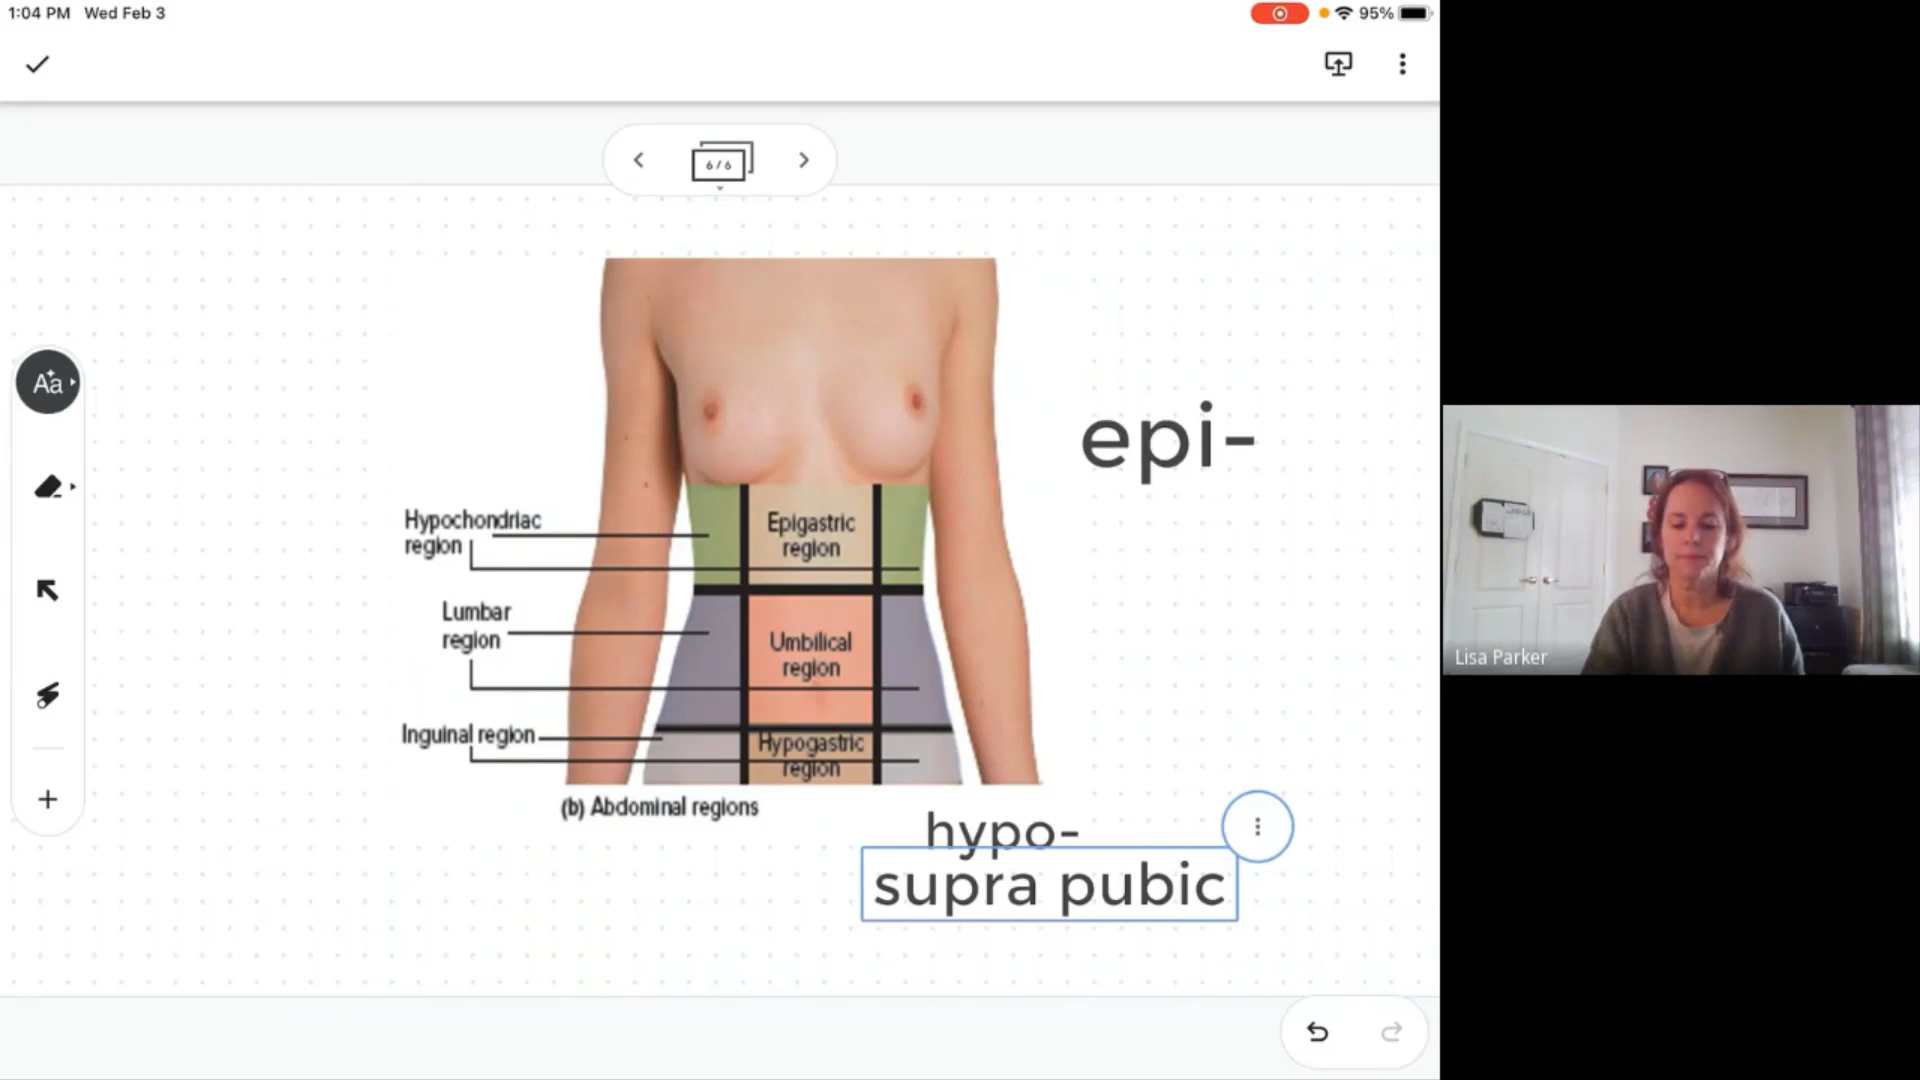 1:04 PM Wed Feb 3
95%
6 / 6
Aa
epi-
Hypochondriac
region
Epigastric
region
Lumbar
region
Umbilical
region
Inguinal region
Hypogastric
region
(b) Abdominal regions
hypo-
supra pubic
Lisa Parker